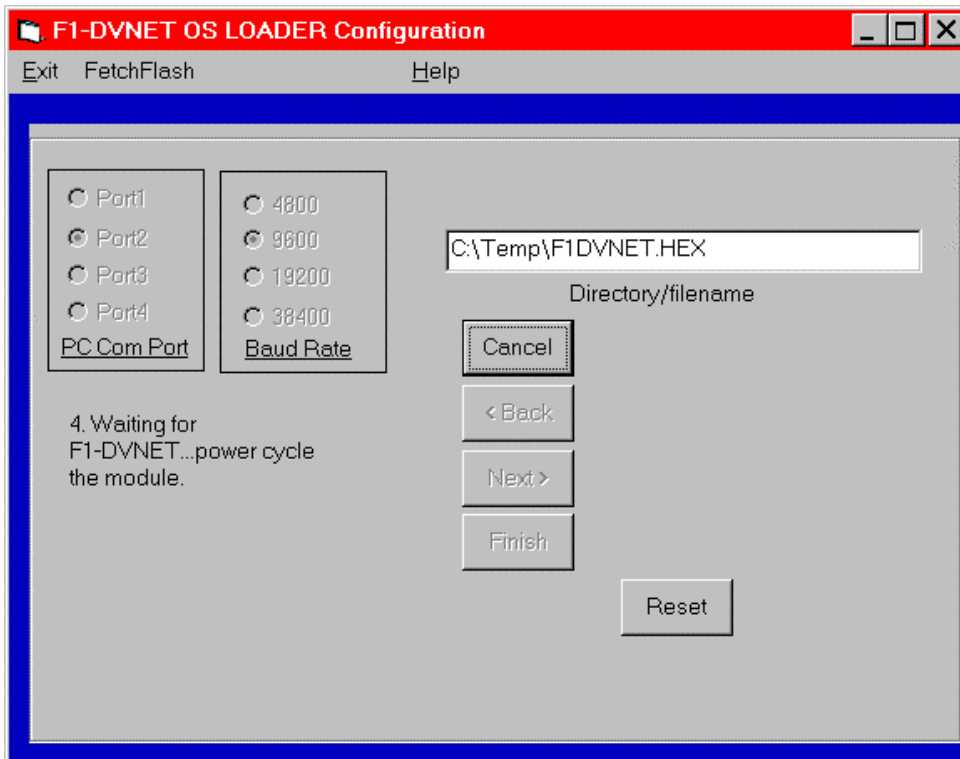 F1-DVNET OS LOADER Configuration
Exit FetchFlash Help
Port1
Port2
Port3
Port4
PC Com Port
4800
9600
19200
38400
Baud Rate
C:\Temp\F1DVNET.HEX
Directory/filename
Cancel
< Back
Next >
Finish
Reset
4. Waiting for
F1-DVNET...power cycle
the module.